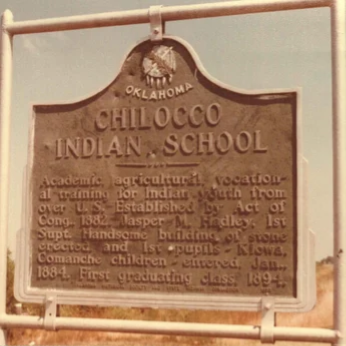 OKLAHOMA
CHILOCCO
INDIAN SCHOOL
Academic, agricultural, vocation-
al training for Indian youth from
over U. S. Established by Act of
Cong. 1882. Jasper M. Hadley, 1st
Supt. Handsome building of stone
erected and 1st pupils - Kiowa,
Comanche children - entered, Jan.,
1884. First graduating class, 1894.